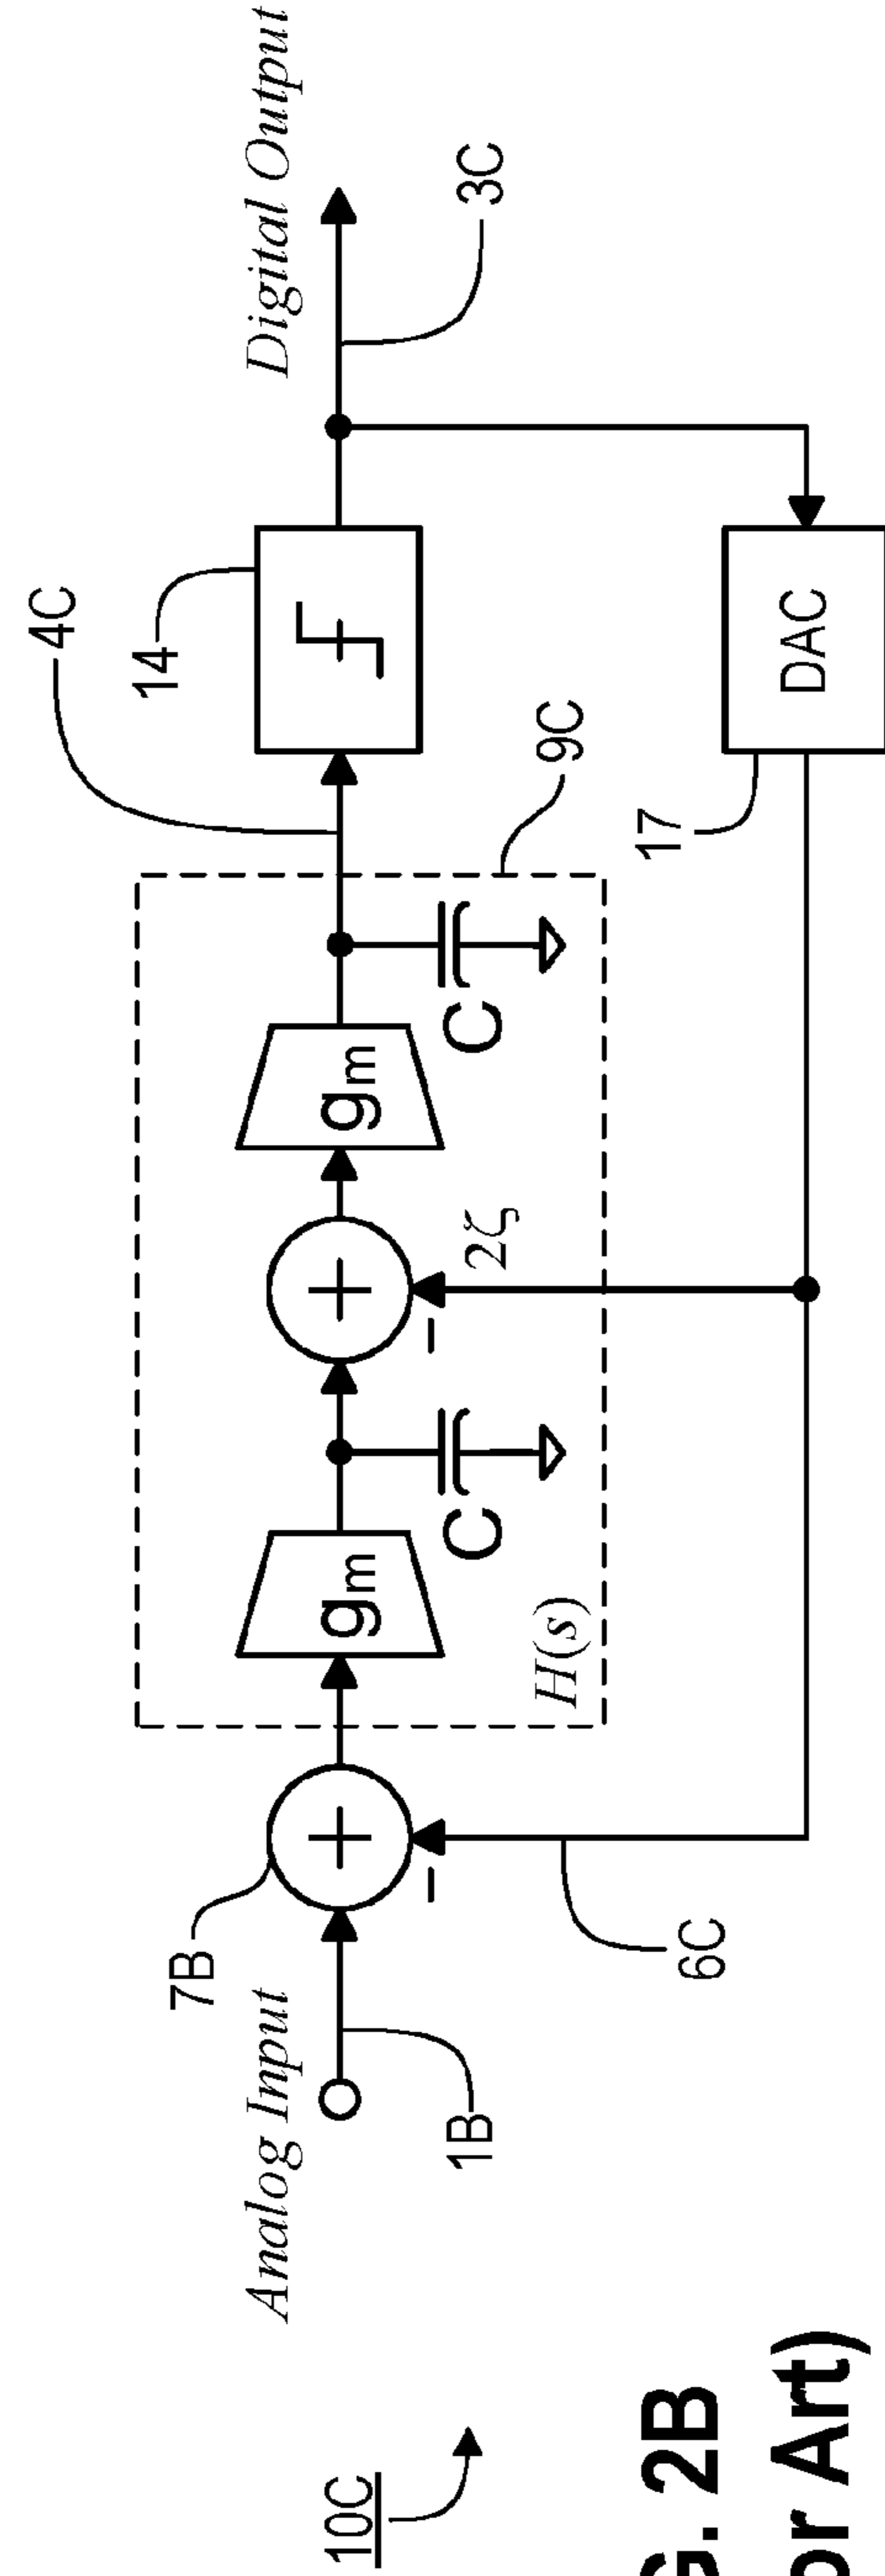 10C
Analog Input
1B
7B
6C
H(s)
gm
C
2ζ
−
−
+
+
gm
C
9C
4C
14
17
DAC
Digital Output
3C
G. 2B
or Art)